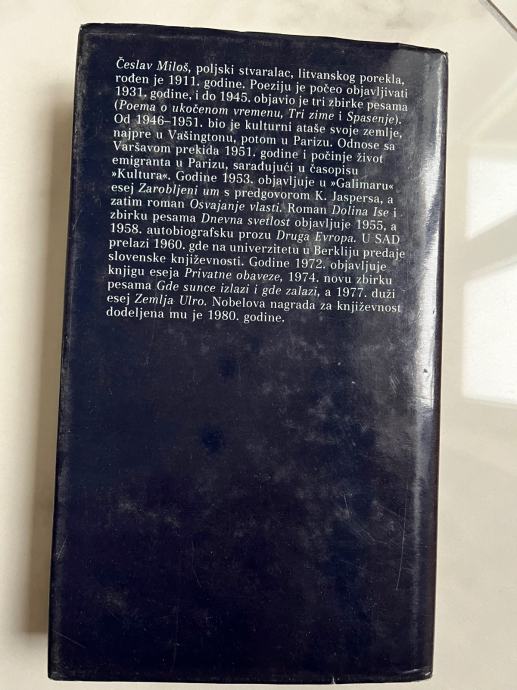 Česlav Miloš, poljski stvaralac, litvanskog porekla,
rođen je 1911. godine. Poeziju je počeo objavljivati
1931. godine, i do 1945. objavio je tri zbirke pesama
(Poema o ukočenom vremenu, Tri zime i Spasenje).
Od 1946–1951. bio je kulturni ataše svoje zemlje,
najpre u Vašingtonu, potom u Parizu. Odnose sa
Varšavom prekida 1951. godine i počinje život
emigranta u Parizu, sarađujući u časopisu
»Kultura«. Godine 1953. objavljuje u »Galimaru«
esej Zarobljeni um s predgovorom K. Jaspersa, a
zatim roman Osvajanje vlasti. Roman Dolina Ise i
zbirku pesama Dnevna svetlost objavljuje 1955, a
1958. autobiografsku prozu Druga Evropa. U SAD
prelazi 1960. gde na univerzitetu u Berkliju predaje
slovenske književnosti. Godine 1972. objavljuje
knjigu eseja Privatne obaveze, 1974. novu zbirku
pesama Gde sunce izlazi i gde zalazi, a 1977. duži
esej Zemlja Ulro. Nobelova nagrada za književnost
dodeljena mu je 1980. godine.